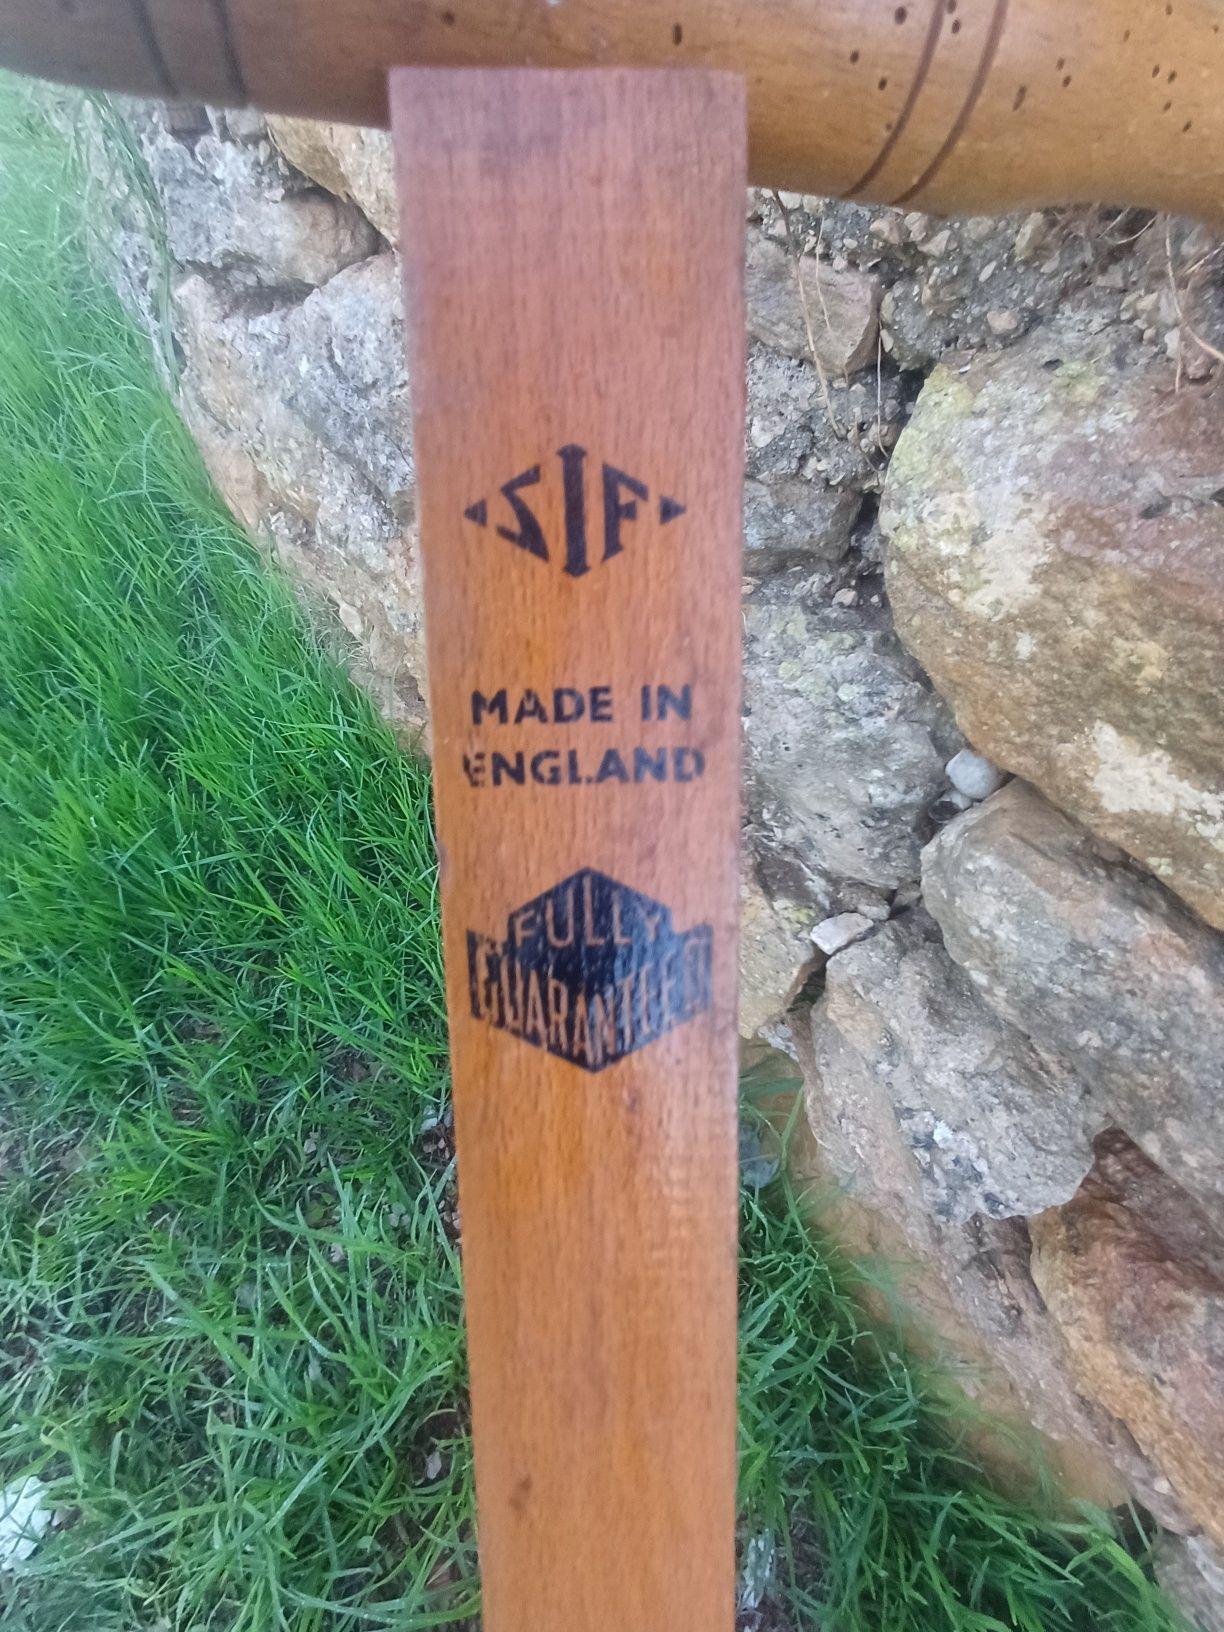 SIF
MADE IN
ENGLAND
FULLY
GUARANTEED